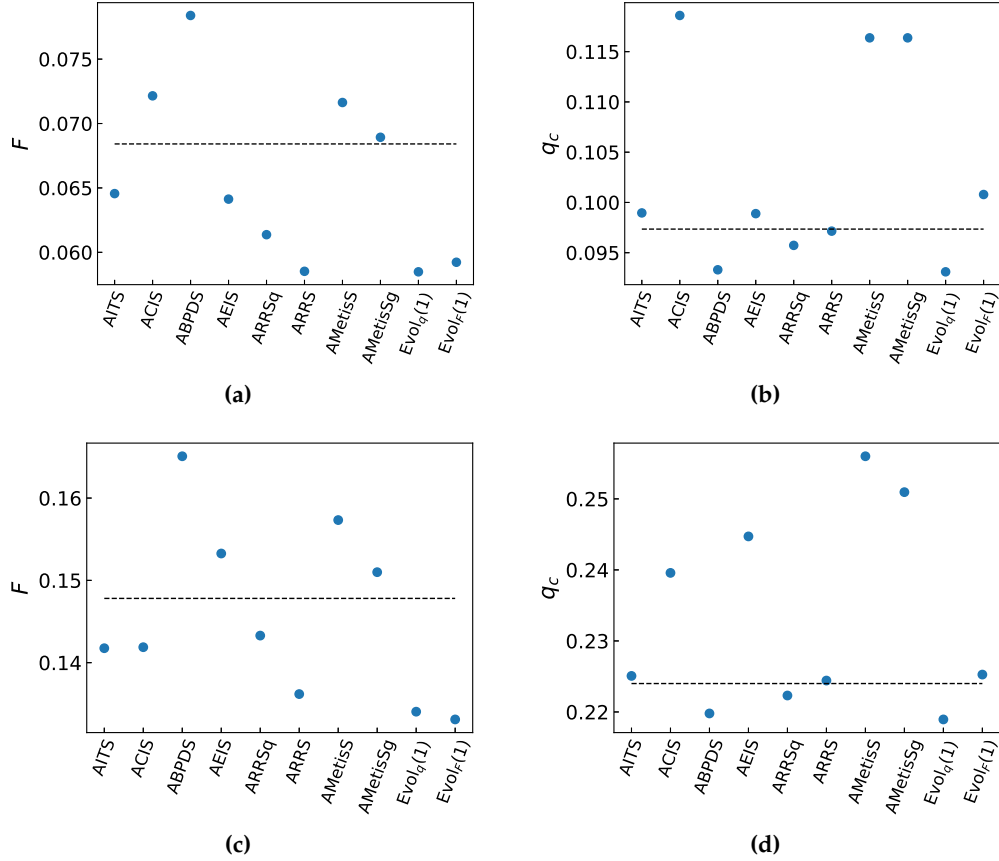 F
0.075
0.070
0.065
0.060
AITS
ACIS
ABPDS
AEIS
ARRSq
ARRS
AMetisS
AMetisSg
Evol_q(1)
Evol_F(1)
(a)
q_c
0.115
0.110
0.105
0.100
0.095
AITS
ACIS
ABPDS
AEIS
ARRSq
ARRS
AMetisS
AMetisSg
Evol_q(1)
Evol_F(1)
(b)
F
0.16
0.15
0.14
AITS
ACIS
ABPDS
AEIS
ARRSq
ARRS
AMetisS
AMetisSg
Evol_q(1)
Evol_F(1)
(c)
q_c
0.25
0.24
0.23
0.22
AITS
ACIS
ABPDS
AEIS
ARRSq
ARRS
AMetisS
AMetisSg
Evol_q(1)
Evol_F(1)
(d)